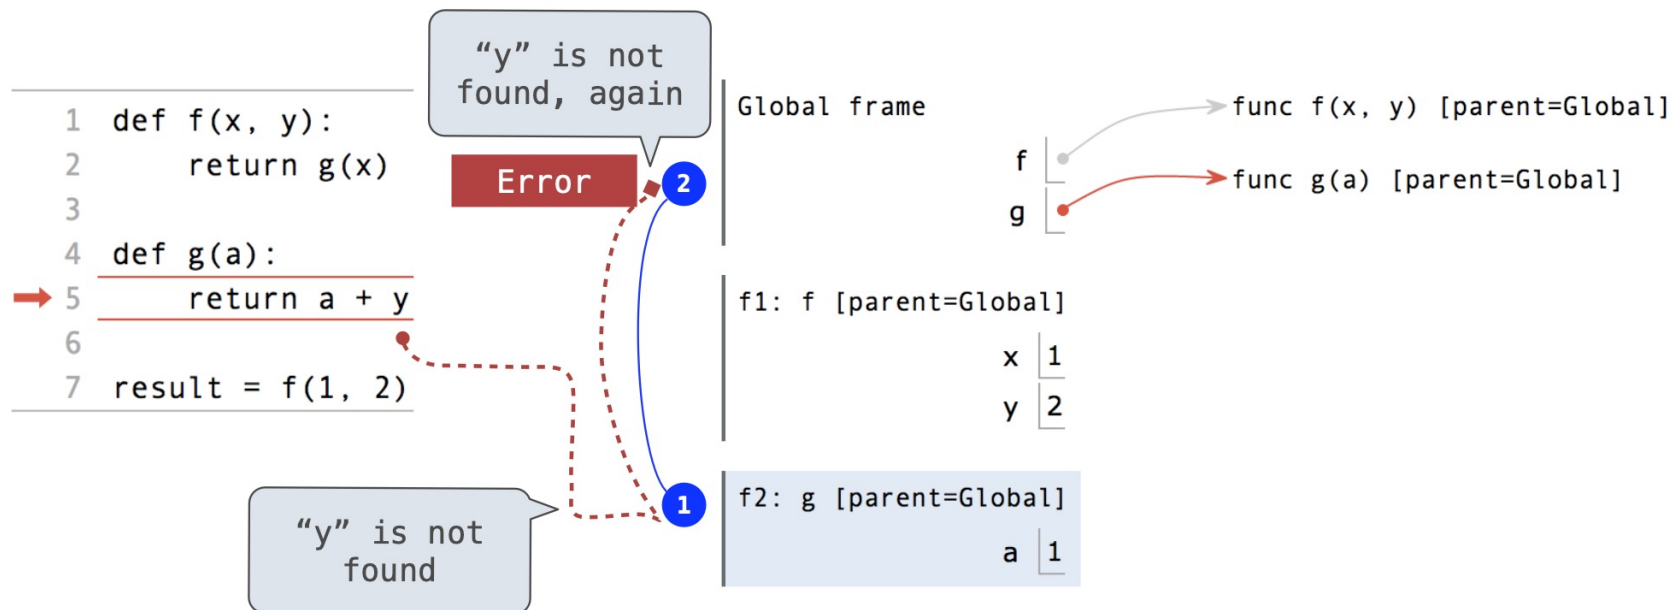 “y” is not
found, again
1 def f(x, y):
2     return g(x)
3
4 def g(a):
5     return a + y
6
7 result = f(1, 2)
Error
2
1
“y” is not
found
Global frame
f
g
func f(x, y) [parent=Global]
func g(a) [parent=Global]
f1: f [parent=Global]
x 1
y 2
f2: g [parent=Global]
a 1